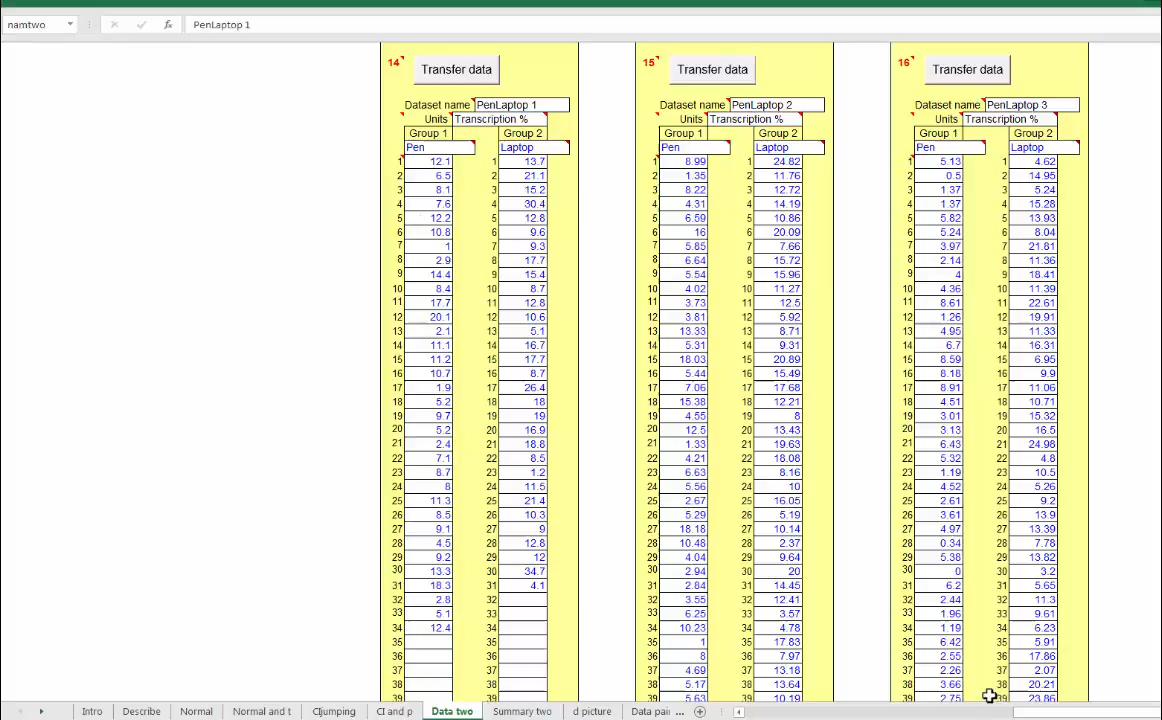 namtwo fx PenLaptop 1
14 Transfer data 15 Transfer data 16 Transfer data
Dataset name PenLaptop 1 Dataset name PenLaptop 2 Dataset name PenLaptop 3
Units Transcription % Units Transcription % Units Transcription %
Group 1 Group 2 Group 1 Group 2 Group 1 Group 2
Pen Laptop Pen Laptop Pen Laptop
1 12.1 1 13.7 1 8.99 1 24.82 1 5.13 1 4.62
2 6.5 2 21.1 2 1.35 2 11.76 2 0.5 2 14.95
3 8.1 3 15.2 3 8.22 3 12.72 3 1.37 3 5.24
4 7.6 4 30.4 4 4.31 4 14.19 4 1.37 4 15.28
5 12.2 5 12.8 5 6.59 5 10.86 5 5.82 5 13.93
6 10.8 6 9.6 6 16 6 20.09 6 5.24 6 8.04
7 1 7 9.3 7 5.85 7 7.66 7 3.97 7 21.81
8 2.9 8 17.7 8 6.64 8 15.72 8 2.14 8 11.36
9 14.4 9 15.4 9 5.54 9 15.96 9 4 9 18.41
10 8.4 10 8.7 10 4.02 10 11.27 10 4.36 10 11.39
11 17.7 11 12.8 11 3.73 11 12.5 11 8.61 11 22.61
12 20.1 12 10.6 12 3.81 12 5.92 12 1.26 12 19.91
13 2.1 13 5.1 13 13.33 13 8.71 13 4.95 13 11.33
14 11.1 14 16.7 14 5.31 14 9.31 14 6.7 14 16.31
15 11.2 15 17.7 15 18.03 15 20.89 15 8.59 15 6.95
16 10.7 16 8.7 16 5.44 16 15.49 16 8.18 16 9.9
17 1.9 17 26.4 17 7.06 17 17.68 17 8.91 17 11.06
18 5.2 18 18 18 15.38 18 12.21 18 4.51 18 10.71
19 9.7 19 19 19 4.55 19 8 19 3.01 19 15.32
20 5.2 20 16.9 20 12.5 20 13.43 20 3.13 20 16.5
21 2.4 21 18.8 21 1.33 21 19.63 21 6.43 21 24.98
22 7.1 22 8.5 22 4.21 22 18.08 22 5.32 22 4.8
23 8.7 23 1.2 23 6.63 23 8.16 23 1.19 23 10.5
24 8 24 11.5 24 5.56 24 10 24 4.52 24 5.26
25 11.3 25 21.4 25 2.67 25 16.05 25 2.61 25 9.2
26 8.5 26 10.3 26 5.29 26 5.19 26 3.61 26 13.9
27 9.1 27 9 27 18.18 27 10.14 27 4.97 27 13.39
28 4.5 28 12.8 28 10.48 28 2.37 28 0.34 28 7.78
29 9.2 29 12 29 4.04 29 9.64 29 5.38 29 13.82
30 13.3 30 34.7 30 2.94 30 20 30 0 30 3.2
31 18.3 31 4.1 31 2.84 31 14.45 31 6.2 31 5.65
32 2.8 32 32 3.55 32 12.41 32 2.44 32 11.3
33 5.1 33 33 6.25 33 3.57 33 1.96 33 9.61
34 12.4 34 34 10.23 34 4.78 34 1.19 34 6.23
35 35 35 1 35 17.83 35 6.42 35 5.91
36 36 36 8 36 7.97 36 2.55 36 17.86
37 37 37 4.69 37 13.18 37 2.26 37 2.07
38 38 38 5.17 38 13.64 38 3.66 38 20.21
39 39 39 5.63 39 10.19 39 2.75 39 23.86
Intro Describe Normal Normal and t CIjumping CI and p Data two Summary two d picture Data pair ...